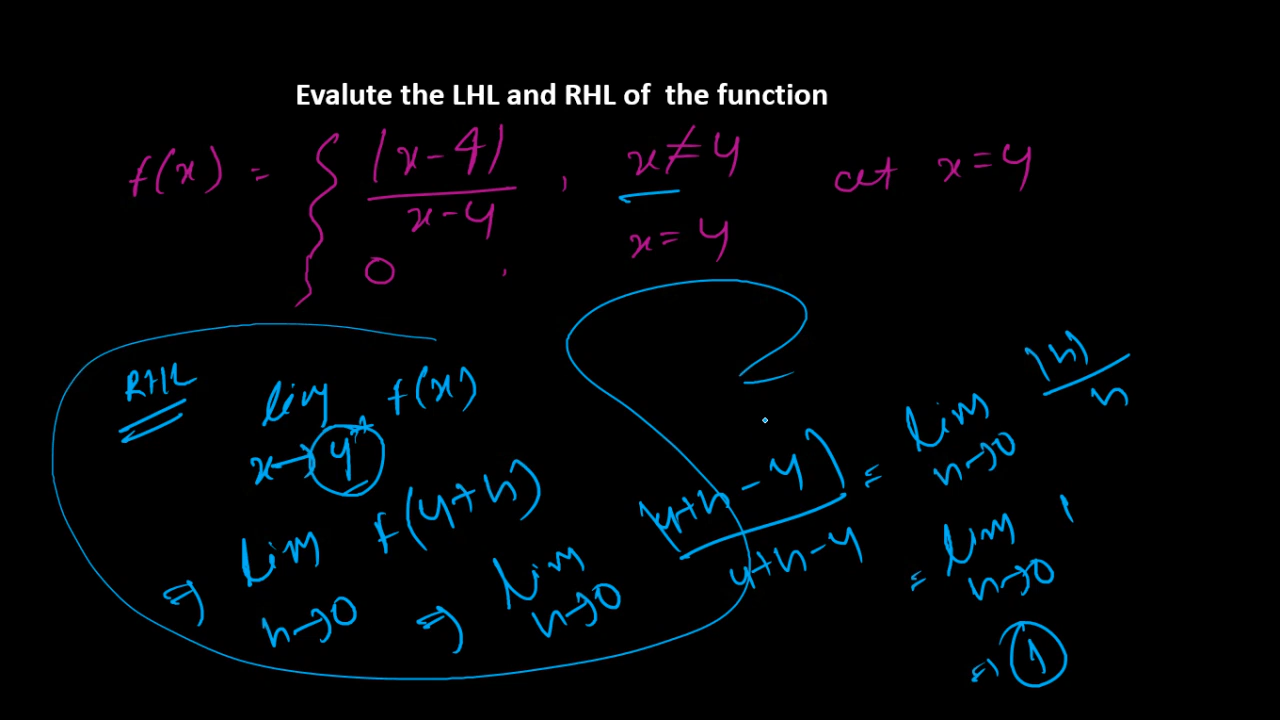 Evalute the LHL and RHL of the function
f(x) = { |x-4| / x-4 , x≠4 at x=4
0 , x=4
RHL lim x→4⁺ f(x)
⇒ lim h→0 f(4+h) ⇒ lim h→0 |4+h-4| / 4+h-4 = lim h→0 |h| / h
= lim h→0 1
= 1